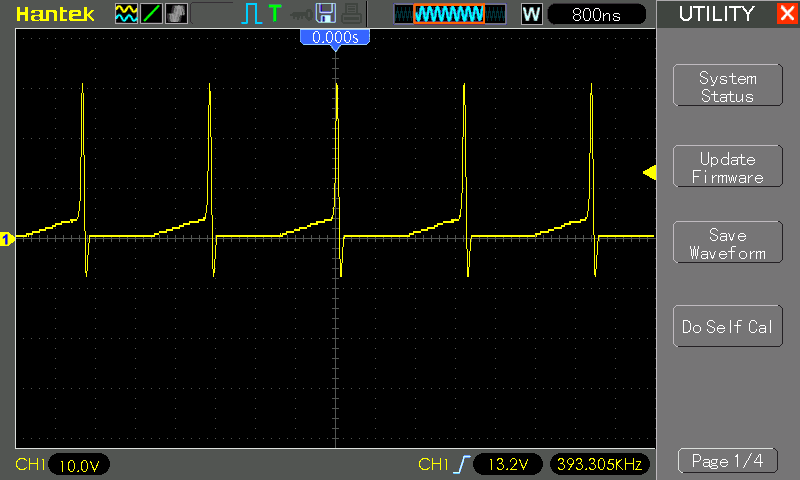 Hantek T W 800ns UTILITY
0.000s
System
Status
Update
Firmware
1
Save
Waveform
Do Self Cal
CH1 10.0V CH1 13.2V 393.305KHz Page 1/4